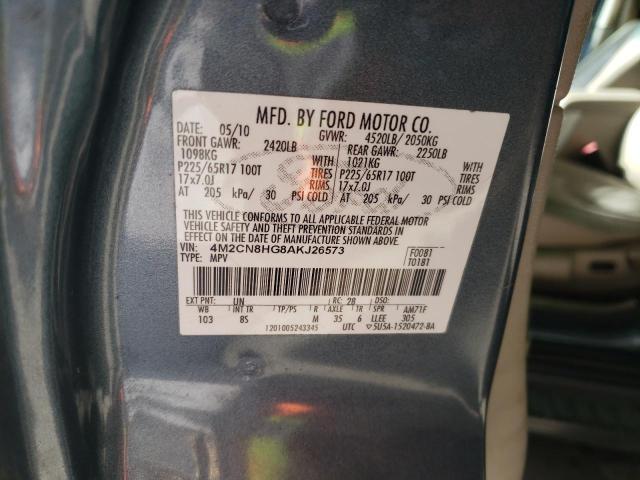 MFD. BY FORD MOTOR CO.
DATE: 05/10 GVWR: 4520LB/ 2050KG
FRONT GAWR: 2420LB REAR GAWR: 2250LB
1098KG WITH 1021KG WITH
P225/65R17 100T TIRES P225/65R17 100T TIRES
17x7.0J RIMS 17x7.0J RIMS
AT 205 kPa/ 30 PSI COLD AT 205 kPa/ 30 PSI COLD
THIS VEHICLE CONFORMS TO ALL APPLICABLE FEDERAL MOTOR
VEHICLE SAFETY AND THEFT PREVENTION STANDARDS IN
EFFECT ON THE DATE OF MANUFACTURE SHOWN ABOVE.
VIN: 4M2CN8HG8AKJ26573 F0081
TYPE: MPV T0181
EXT PNT: UN RC: 28 DSO:
WB INT TR TP/PS R AXLE TR SPR AM71F
103 8S M 35 6 LLEE 305
1201005243345 UTC ▽5U5A-1520472-BA